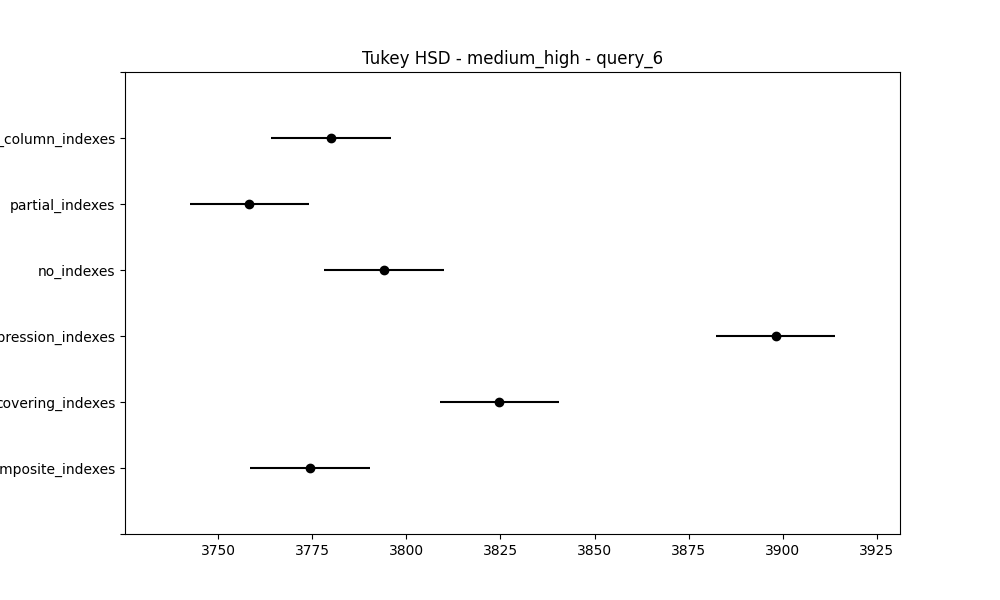 Tukey HSD - medium_high - query_6
_column_indexes
partial_indexes
no_indexes
pression_indexes
covering_indexes
mposite_indexes
3750 3775 3800 3825 3850 3875 3900 3925